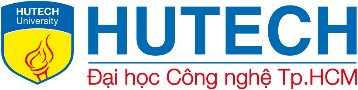 HUTECH
University
HUTECH
Đại học Công nghệ Tp.HCM